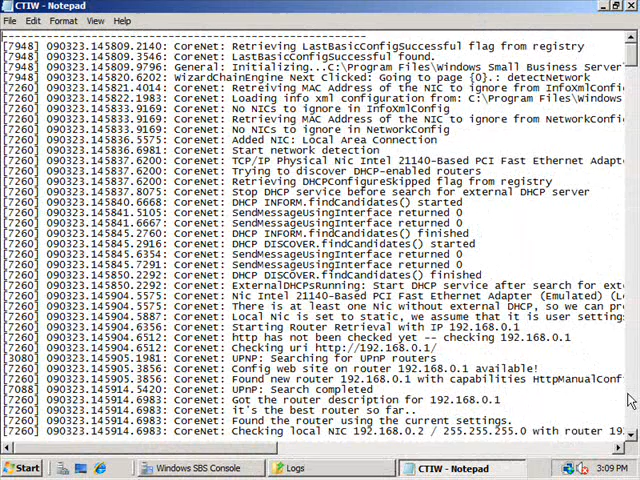 CTIW - Notepad
File Edit Format View Help
[7948] 090323.145809.2140: CoreNet: Retrieving LastBasicConfigSuccessful flag from registry
[7948] 090323.145809.3546: CoreNet: LastBasicConfigSuccessful found.
[7948] 090323.145809.9796: General: Initializing...C:\Program Files\Windows Small Business Server
[7948] 090323.145820.6202: WizardChainEngine Next Clicked: Going to page {0}.: detectNetwork
[7260] 090323.145821.4014: CoreNet: Retreiving MAC Address of the NIC to ignore from InfoXmlConfig
[7260] 090323.145822.1983: CoreNet: Loading info xml configuration from: C:\Program Files\Windows
[7260] 090323.145833.9169: CoreNet: No NICs to ignore in InfoXmlConfig
[7260] 090323.145833.9169: CoreNet: Retrieving MAC Address of the NIC to ignore from NetworkConfig
[7260] 090323.145833.9169: CoreNet: No NICs to ignore in NetworkConfig
[7260] 090323.145836.5575: CoreNet: Added NIC: Local Area Connection
[7260] 090323.145836.6981: CoreNet: Start network detection
[7260] 090323.145837.6200: CoreNet: TCP/IP Physical Nic Intel 21140-Based PCI Fast Ethernet Adapte
[7260] 090323.145837.6200: CoreNet: Trying to discover DHCP-enabled routers
[7260] 090323.145837.6200: CoreNet: Retrieving DHCPConfigureSkipped flag from registry
[7260] 090323.145837.8075: CoreNet: Stop DHCP service before search for external DHCP server
[7260] 090323.145840.6668: CoreNet: DHCP INFORM.findCandidates() started
[7260] 090323.145841.5105: CoreNet: SendMessageUsingInterface returned 0
[7260] 090323.145841.6667: CoreNet: SendMessageUsingInterface returned 0
[7260] 090323.145845.2760: CoreNet: DHCP INFORM.findCandidates() finished
[7260] 090323.145845.2916: CoreNet: DHCP DISCOVER.findCandidates() started
[7260] 090323.145845.6354: CoreNet: SendMessageUsingInterface returned 0
[7260] 090323.145845.7291: CoreNet: SendMessageUsingInterface returned 0
[7260] 090323.145850.2292: CoreNet: DHCP DISCOVER.findCandidates() finished
[7260] 090323.145850.2292: CoreNet: ExternalDHCPsRunning: Start DHCP service after search for exte
[7260] 090323.145904.5575: CoreNet: Nic Intel 21140-Based PCI Fast Ethernet Adapter (Emulated) (Lo
[7260] 090323.145904.5575: CoreNet: There is at least one Nic without external DHCP, so we can pro
[7260] 090323.145904.5887: CoreNet: Local Nic is set to static, we assume that it is user settings
[7260] 090323.145904.6356: CoreNet: Starting Router Retrieval with IP 192.168.0.1
[7260] 090323.145904.6512: CoreNet: http has not been checked yet -- checking 192.168.0.1
[7260] 090323.145904.6512: CoreNet: Checking uri http://192.168.0.1/
[3080] 090323.145905.1981: CoreNet: UPNP: Searching for UPnP routers
[7260] 090323.145905.3856: CoreNet: Config web site on router 192.168.0.1 available!
[7260] 090323.145905.3856: CoreNet: Found new router 192.168.0.1 with capabilities HttpManualConfi
[7088] 090323.145914.5420: CoreNet: UPNP: Search completed
[7260] 090323.145914.6983: CoreNet: Got the router description for 192.168.0.1
[7260] 090323.145914.6983: CoreNet: it's the best router so far..
[7260] 090323.145914.6983: CoreNet: Found the router using the current settings.
[7260] 090323.145914.6983: CoreNet: Checking local NIC 192.168.0.2 / 255.255.255.0 with router 192
Start Windows SBS Console Logs CTIW - Notepad 3:09 PM